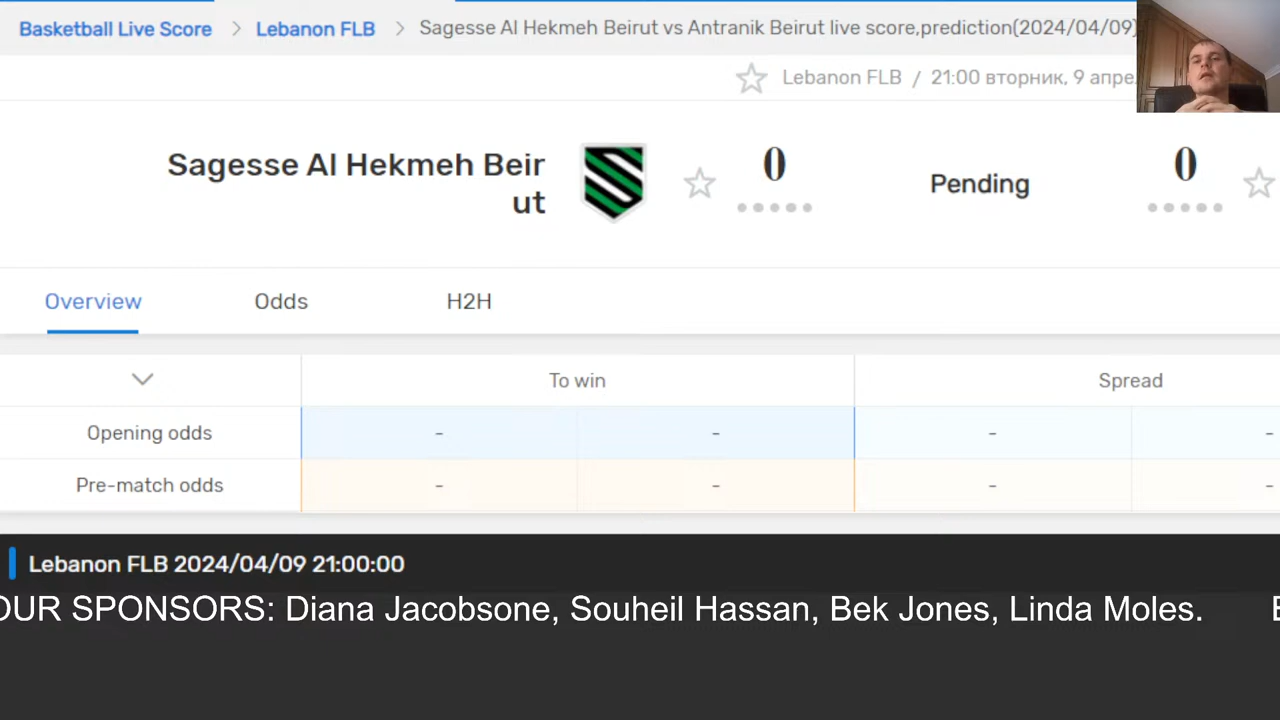 Basketball Live Score > Lebanon FLB > Sagesse Al Hekmeh Beirut vs Antranik Beirut live score,prediction(2024/04/09)
Lebanon FLB / 21:00 вторник, 9 апре
Sagesse Al Hekmeh Beir
ut
0
Pending
0
Overview
Odds
H2H
To win
Spread
Opening odds - - - -
Pre-match odds - - - -
Lebanon FLB 2024/04/09 21:00:00
OUR SPONSORS: Diana Jacobsone, Souheil Hassan, Bek Jones, Linda Moles.